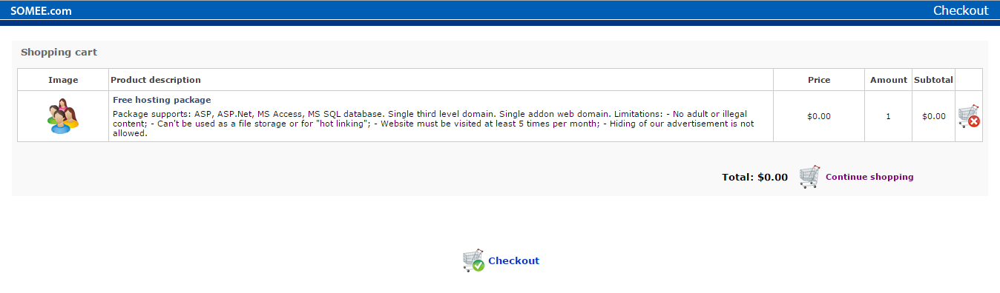 SOMEE.com Checkout
Shopping cart
Image Product description Price Amount Subtotal
Free hosting package
Package supports: ASP, ASP.Net, MS Access, MS SQL database. Single third level domain. Single addon web domain. Limitations: - No adult or illegal
content; - Can't be used as a file storage or for "hot linking"; - Website must be visited at least 5 times per month; - Hiding of our advertisement is not
allowed.
$0.00 1 $0.00
Total: $0.00 Continue shopping
Checkout